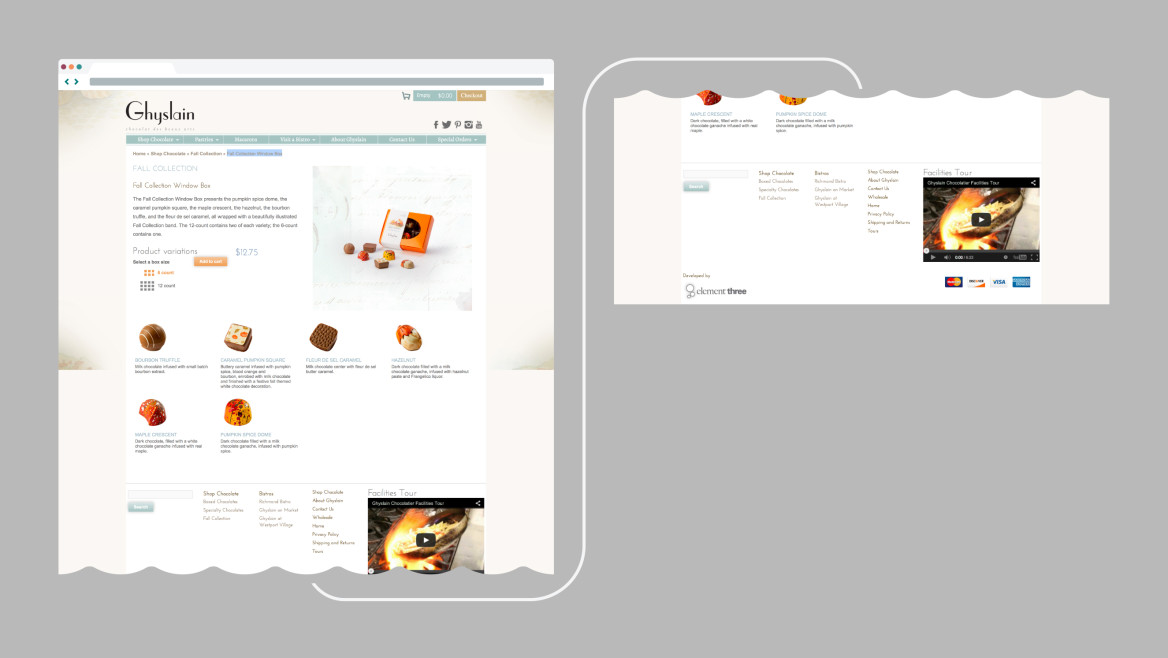 Empty $0.00 Checkout
Ghyslain
chocolat des beaux arts
Shop Chocolate Pastries Macarons Visit a Bistro About Ghyslain Contact Us Special Orders
Home » Shop Chocolate » Fall Collection » Fall Collection Window Box
FALL COLLECTION
Fall Collection Window Box
The Fall Collection Window Box presents the pumpkin spice dome, the
caramel pumpkin square, the maple crescent, the hazelnut, the bourbon
truffle, and the fleur de sel caramel, all wrapped with a beautifully illustrated
Fall Collection band. The 12-count contains two of each variety; the 6-count
contains one.
Product variations $12.75
Select a box size Add to cart
6 count
12 count
BOURBON TRUFFLE
Milk chocolate infused with small batch
bourbon extract.
CARAMEL PUMPKIN SQUARE
Buttery caramel infused with pumpkin
spice, blood orange and
bourbon, enrobed with milk chocolate
and finished with a festive fall themed
white chocolate decoration.
FLEUR DE SEL CARAMEL
Milk chocolate center with fleur de sel
butter caramel.
HAZELNUT
Dark chocolate filled with a milk
chocolate ganache, infused with hazelnut
paste and Frangelico liquor.
MAPLE CRESCENT
Dark chocolate, filled with a white
chocolate ganache infused with real
maple.
PUMPKIN SPICE DOME
Dark chocolate filled with a milk
chocolate ganache, infused with pumpkin
spice.
Search
Shop Chocolate
Boxed Chocolates
Specialty Chocolates
Fall Collection
Bistros
Richmond Bistro
Ghyslain on Market
Ghyslain at
Westport Village
Shop Chocolate
About Ghyslain
Contact Us
Wholesale
Home
Privacy Policy
Shipping and Returns
Tours
Facilities Tour
Ghyslain Chocolatier Facilities Tour
MAPLE CRESCENT
Dark chocolate, filled with a white
chocolate ganache infused with real
maple.
PUMPKIN SPICE DOME
Dark chocolate filled with a milk
chocolate ganache, infused with pumpkin
spice.
Search
Shop Chocolate
Boxed Chocolates
Specialty Chocolates
Fall Collection
Bistros
Richmond Bistro
Ghyslain on Market
Ghyslain at
Westport Village
Shop Chocolate
About Ghyslain
Contact Us
Wholesale
Home
Privacy Policy
Shipping and Returns
Tours
Facilities Tour
Ghyslain Chocolatier Facilities Tour
Developed by
element three
MasterCard DISCOVER VISA